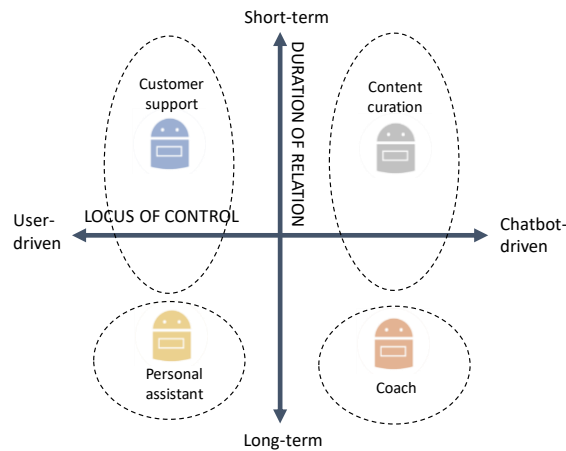 Short-term
Customer
support
DURATION OF RELATION
Content
curation
User-
driven
LOCUS OF CONTROL
Chatbot-
driven
Personal
assistant
Coach
Long-term